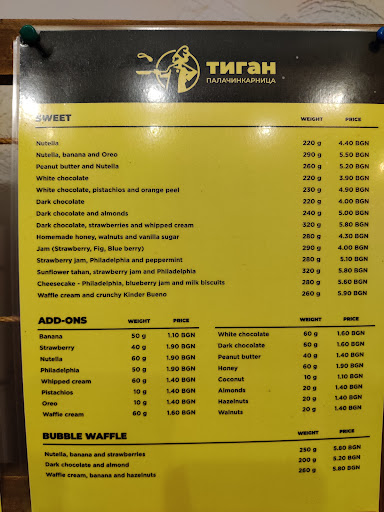 ТИГАН
ПАЛАЧИНКАРНИЦА
SWEET WEIGHT PRICE
Nutella 220 g 4.40 BGN
Nutella, banana and Oreo 290 g 5.50 BGN
Peanut butter and Nutella 260 g 5.20 BGN
White chocolate 220 g 3.90 BGN
White chocolate, pistachios and orange peel 230 g 4.90 BGN
Dark chocolate 220 g 4.00 BGN
Dark chocolate and almonds 240 g 5.00 BGN
Dark chocolate, strawberries and whipped cream 320 g 5.80 BGN
Homemade honey, walnuts and vanilla sugar 280 g 4.30 BGN
Jam (Strawberry, Fig, Blue berry) 290 g 4.00 BGN
Strawberry jam, Philadelphia and peppermint 280 g 5.10 BGN
Sunflower tahan, strawberry jam and Philadelphia 320 g 5.80 BGN
Cheesecake - Philadelphia, blueberry jam and milk biscuits 280 g 5.60 BGN
Waffle cream and crunchy Kinder Bueno 260 g 5.90 BGN
ADD-ONS WEIGHT PRICE
Banana 50 g 1.10 BGN
Strawberry 40 g 1.90 BGN
Nutella 60 g 1.90 BGN
Philadelphia 50 g 1.90 BGN
Whipped cream 60 g 1.40 BGN
Pistachios 10 g 1.40 BGN
Oreo 10 g 1.40 BGN
Waffle cream 60 g 1.60 BGN
WEIGHT PRICE
White chocolate 60 g 1.60 BGN
Dark chocolate 60 g 1.60 BGN
Peanut butter 40 g 1.40 BGN
Honey 60 g 1.90 BGN
Coconut 10 g 1.10 BGN
Almonds 20 g 1.40 BGN
Hazelnuts 20 g 1.40 BGN
Walnuts 20 g 1.40 BGN
BUBBLE WAFFLE WEIGHT PRICE
Nutella, banana and strawberries 250 g 5.60 BGN
Dark chocolate and almond 200 g 5.20 BGN
Waffle cream, banana and hazelnuts 260 g 5.80 BGN